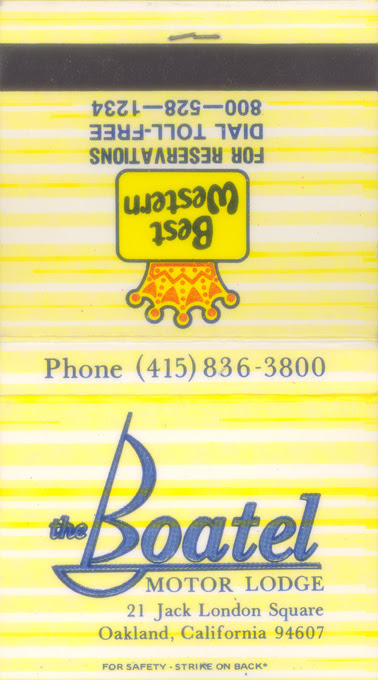 800—528—1234
DIAL TOLL-FREE
FOR RESERVATIONS
Best
Western
Phone (415) 836-3800
the Boatel
MOTOR LODGE
21 Jack London Square
Oakland, California 94607
FOR SAFETY - STRIKE ON BACK®